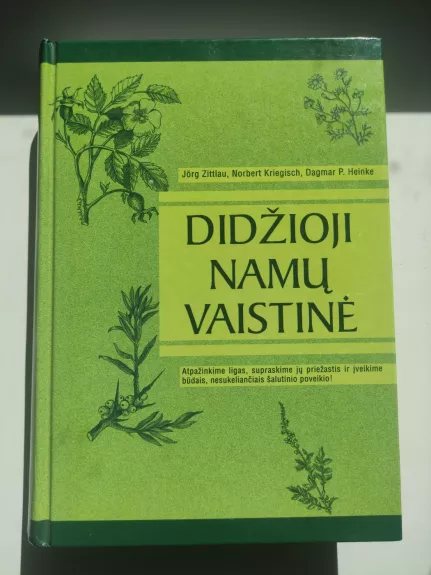 Jörg Zittlau, Norbert Kriegisch, Dagmar P. Heinke
DIDŽIOJI
NAMŲ
VAISTINĖ
Atpažinkime ligas, supraskime jų priežastis ir įveikime
būdais, nesukeliančiais šalutinio poveikio!